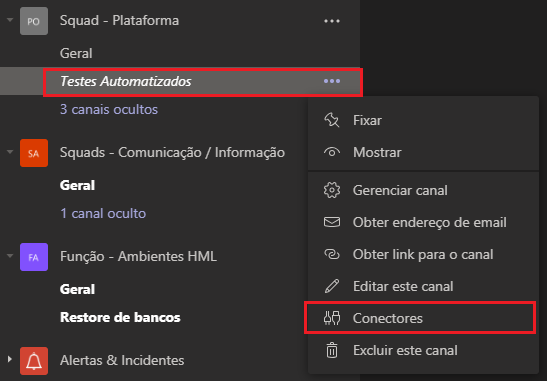 PO Squad - Plataforma ...
Geral
Testes Automatizados ...
3 canais ocultos
SA Squads - Comunicação / Informação
Geral
1 canal oculto
FA Função - Ambientes HML
Geral
Restore de bancos
Alertas & Incidentes
Fixar
Mostrar
Gerenciar canal
Obter endereço de email
Obter link para o canal
Editar este canal
Conectores
Excluir este canal